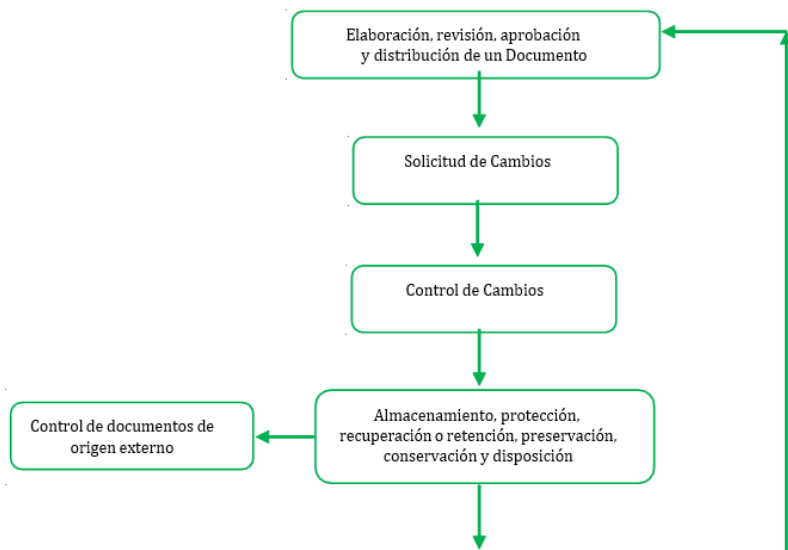 Elaboración, revisión, aprobación
y distribución de un Documento
Solicitud de Cambios
Control de Cambios
Almacenamiento, protección,
recuperación o retención, preservación,
conservación y disposición
Control de documentos de
origen externo